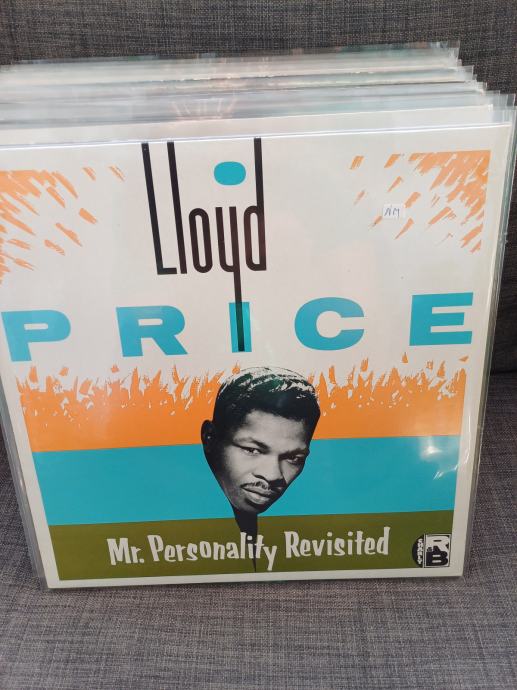 Lloyd
NM
PRICE
Mr. Personality Revisited
R&B